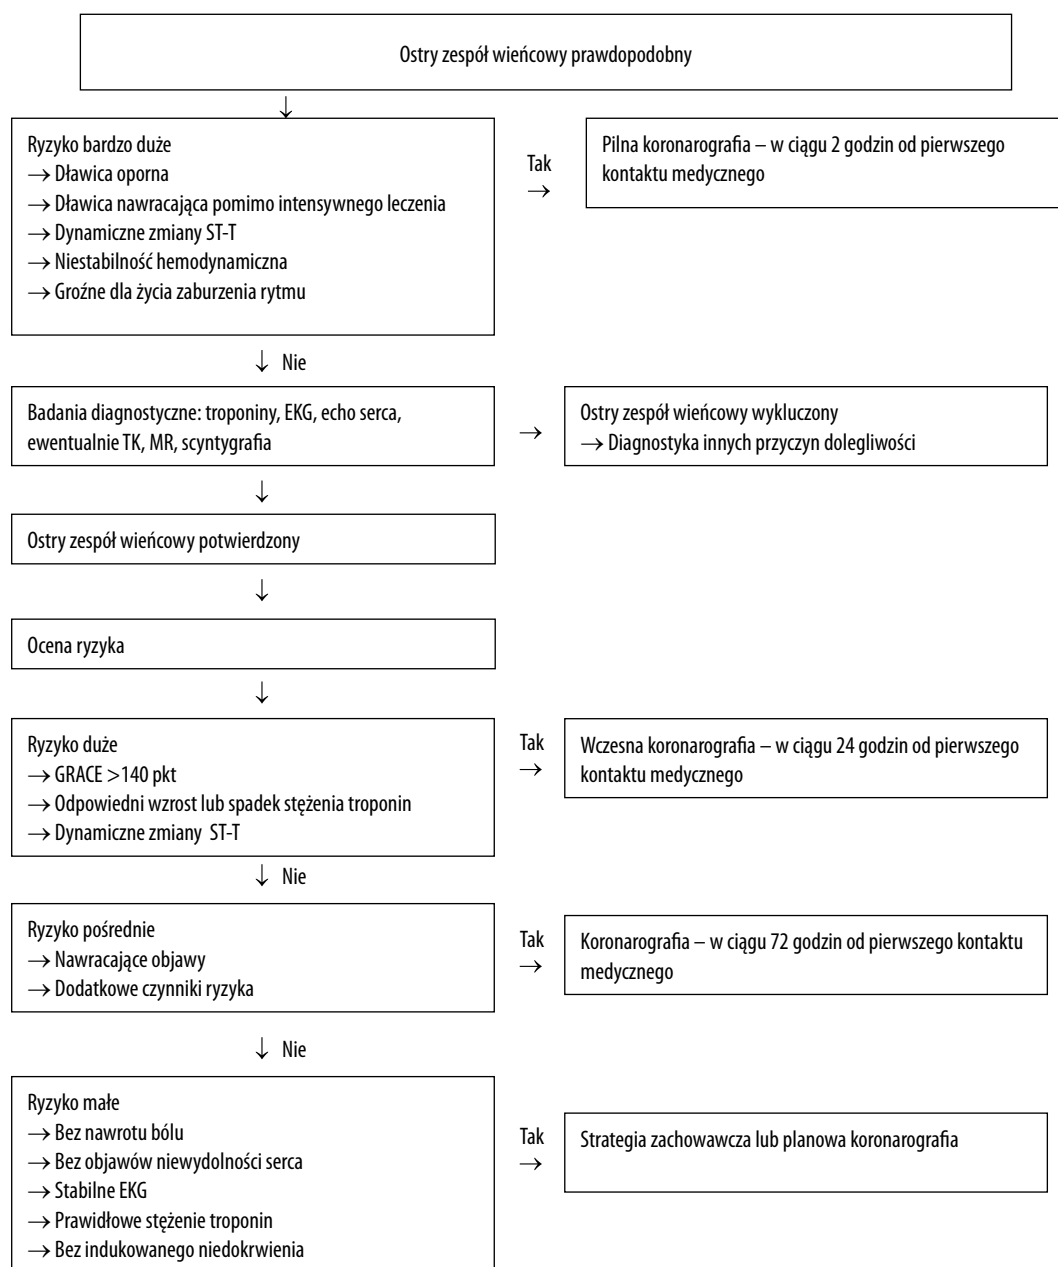 Ostry zespół wieńcowy prawdopodobny
↓
Ryzyko bardzo duże
→ Dławica oporna
→ Dławica nawracająca pomimo intensywnego leczenia
→ Dynamiczne zmiany ST-T
→ Niestabilność hemodynamiczna
→ Groźne dla życia zaburzenia rytmu
Tak
→
Pilna koronarografia – w ciągu 2 godzin od pierwszego
kontaktu medycznego
↓ Nie
Badania diagnostyczne: troponiny, EKG, echo serca,
ewentualnie TK, MR, scyntygrafia
→
Ostry zespół wieńcowy wykluczony
→ Diagnostyka innych przyczyn dolegliwości
↓
Ostry zespół wieńcowy potwierdzony
↓
Ocena ryzyka
↓
Ryzyko duże
→ GRACE >140 pkt
→ Odpowiedni wzrost lub spadek stężenia troponin
→ Dynamiczne zmiany ST-T
Tak
→
Wczesna koronarografia – w ciągu 24 godzin od pierwszego
kontaktu medycznego
↓ Nie
Ryzyko pośrednie
→ Nawracające objawy
→ Dodatkowe czynniki ryzyka
Tak
→
Koronarografia – w ciągu 72 godzin od pierwszego kontaktu
medycznego
↓ Nie
Ryzyko małe
→ Bez nawrotu bólu
→ Bez objawów niewydolności serca
→ Stabilne EKG
→ Prawidłowe stężenie troponin
→ Bez indukowanego niedokrwienia
Tak
→
Strategia zachowawcza lub planowa koronarografia